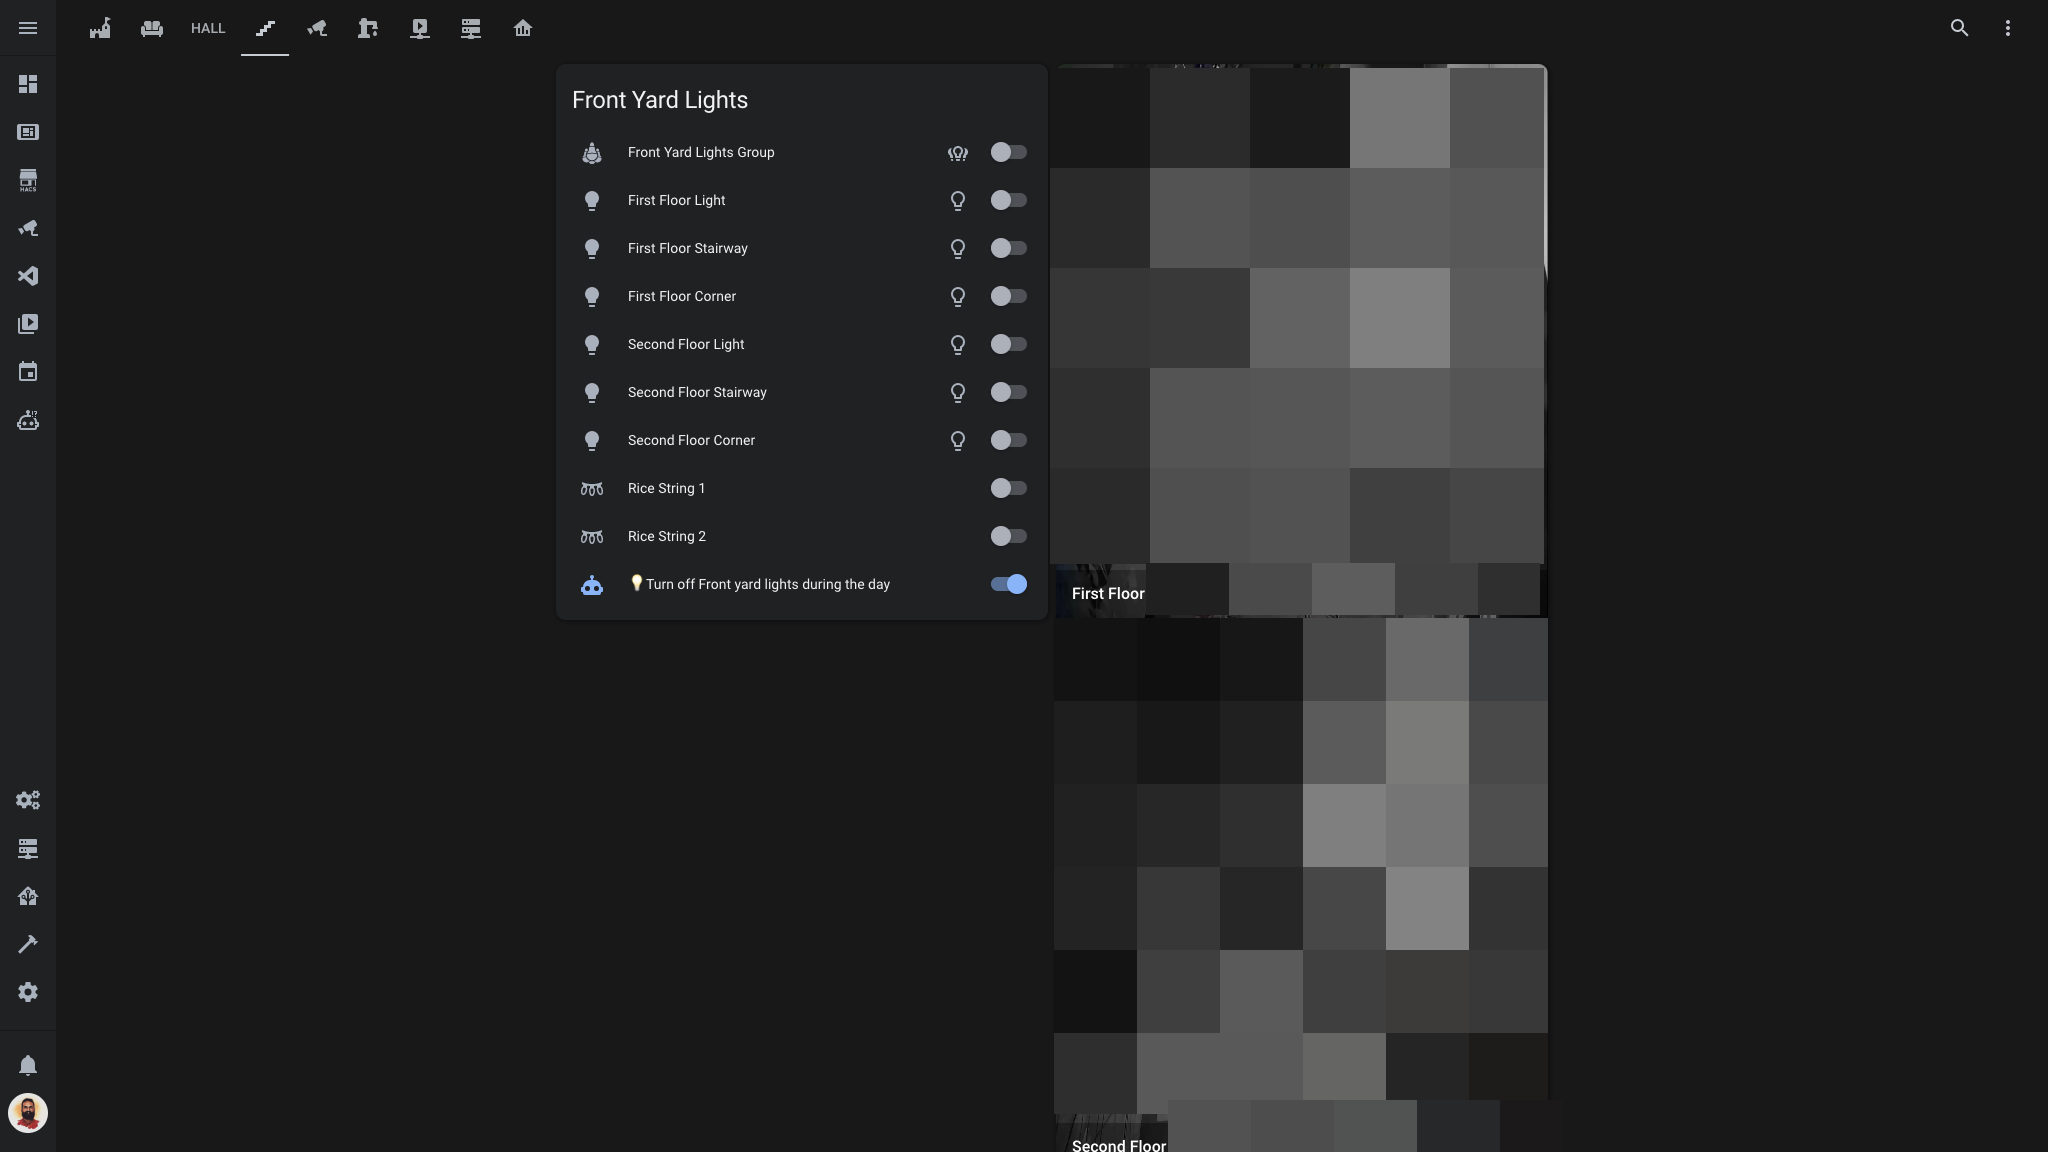 HALL
HACS
Front Yard Lights
Front Yard Lights Group
First Floor Light
First Floor Stairway
First Floor Corner
Second Floor Light
Second Floor Stairway
Second Floor Corner
Rice String 1
Rice String 2
💡Turn off Front yard lights during the day
First Floor
Second Floor